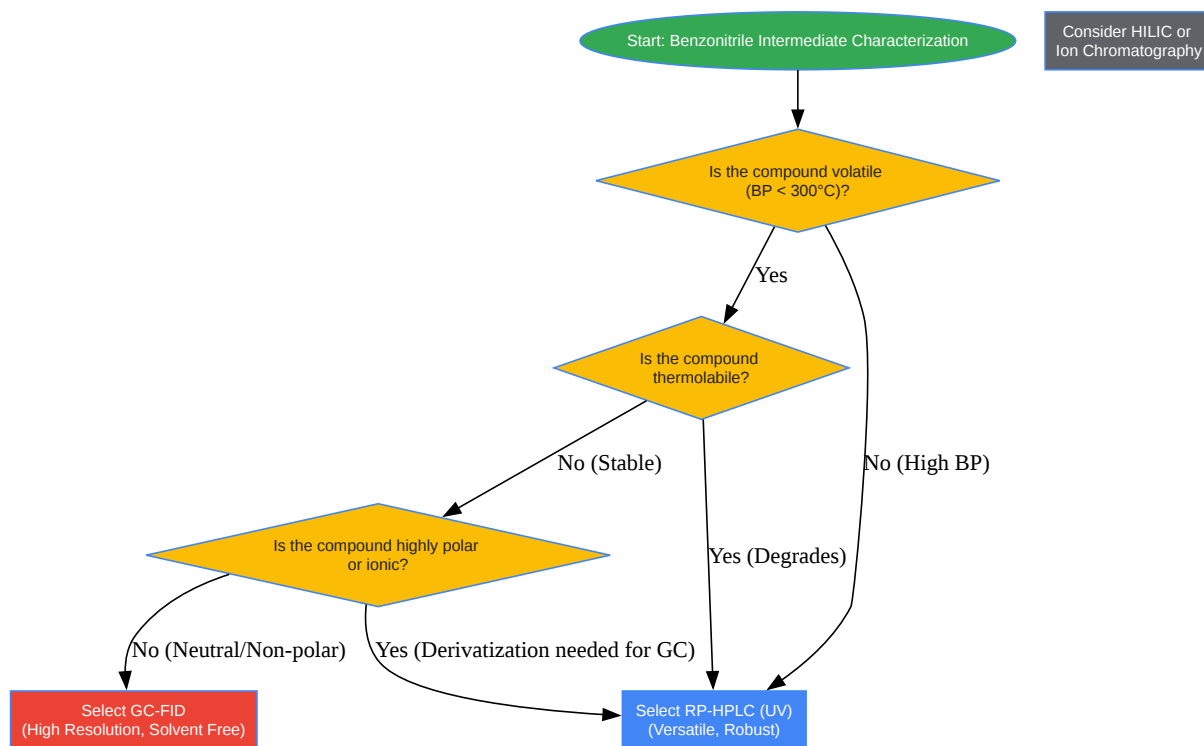 Start: Benzonitrile Intermediate Characterization
Consider HILIC or
Ion Chromatography
Is the compound volatile
(BP < 300°C)?
Yes
Is the compound
thermolabile?
No (Stable)
No (High BP)
Is the compound highly polar
or ionic?
Yes (Degrades)
No (Neutral/Non-polar)
Yes (Derivatization needed for GC)
Select GC-FID
(High Resolution, Solvent Free)
Select RP-HPLC (UV)
(Versatile, Robust)